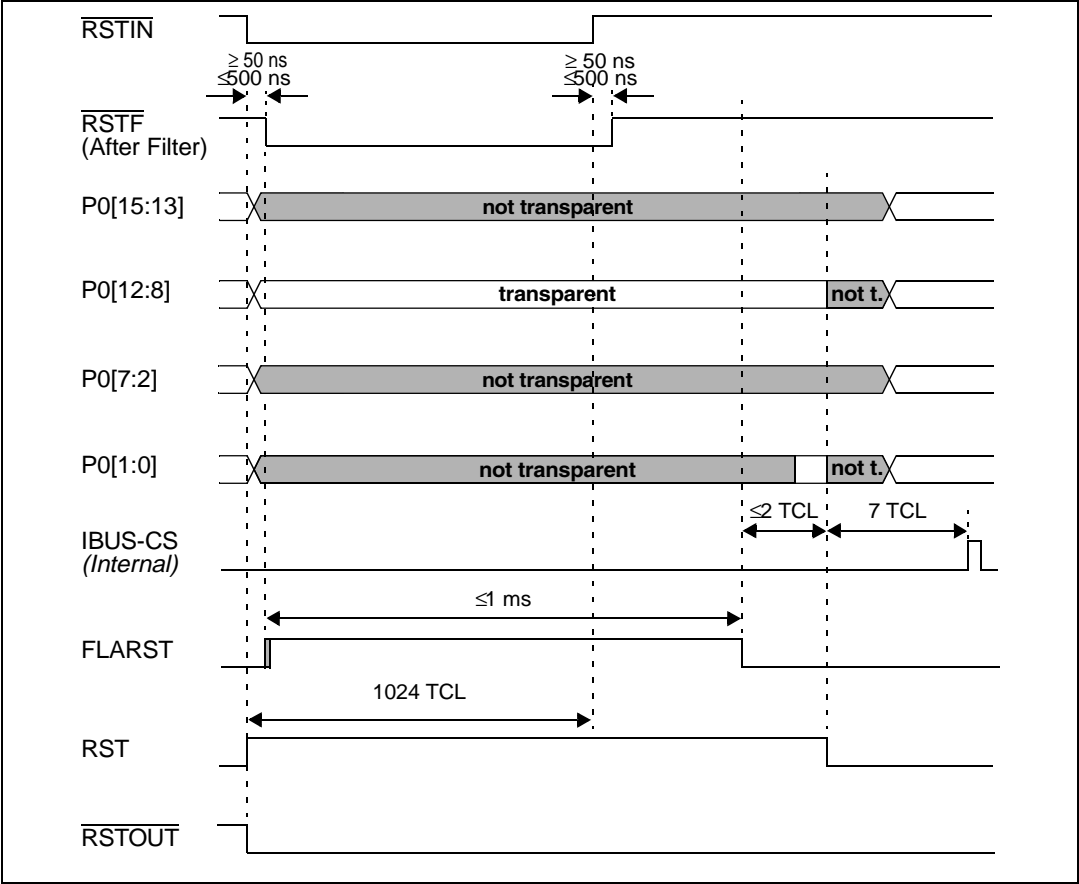 RSTIN
≥ 50 ns ≥ 50 ns
≤500 ns ≤500 ns
RSTF
(After Filter)
P0[15:13] not transparent
P0[12:8] transparent not t.
P0[7:2] not transparent
P0[1:0] not transparent not t.
≤2 TCL 7 TCL
IBUS-CS
(Internal)
≤1 ms
FLARST
1024 TCL
RST
RSTOUT